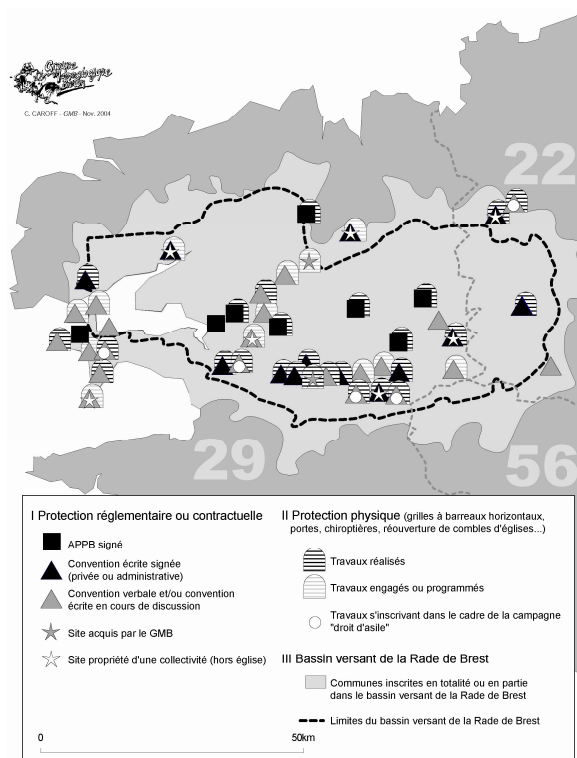 Groupe
Mammalogique
Breton
C. CAROFF - GMB - Nov. 2004
22
29
56
I Protection réglementaire ou contractuelle
APPB signé
Convention écrite signée
(privée ou administrative)
Convention verbale et/ou convention
écrite en cours de discussion
Site acquis par le GMB
Site propriété d'une collectivité (hors église)
0
50km
II Protection physique (grilles à barreaux horizontaux,
portes, chiroptières, réouverture de combles d'églises...)
Travaux réalisés
Travaux engagés ou programmés
Travaux s'inscrivant dans le cadre de la campagne
"droit d'asile"
III Bassin versant de la Rade de Brest
Communes inscrites en totalité ou en partie
dans le bassin versant de la Rade de Brest
Limites du bassin versant de la Rade de Brest